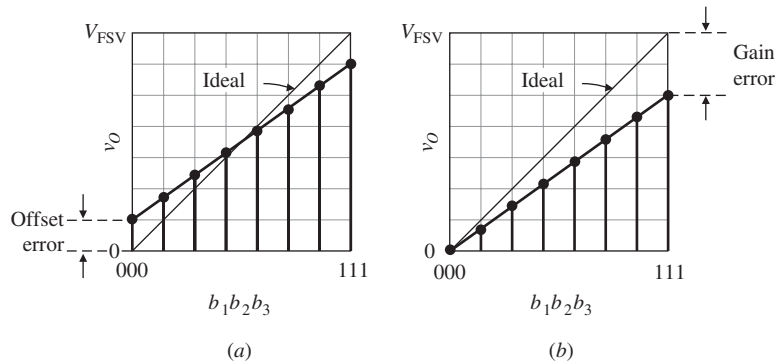 V_FSV
Ideal
v_O
Offset
error
0
000
111
b_1b_2b_3
(a)
V_FSV
Ideal
v_O
Gain
error
0
000
111
b_1b_2b_3
(b)